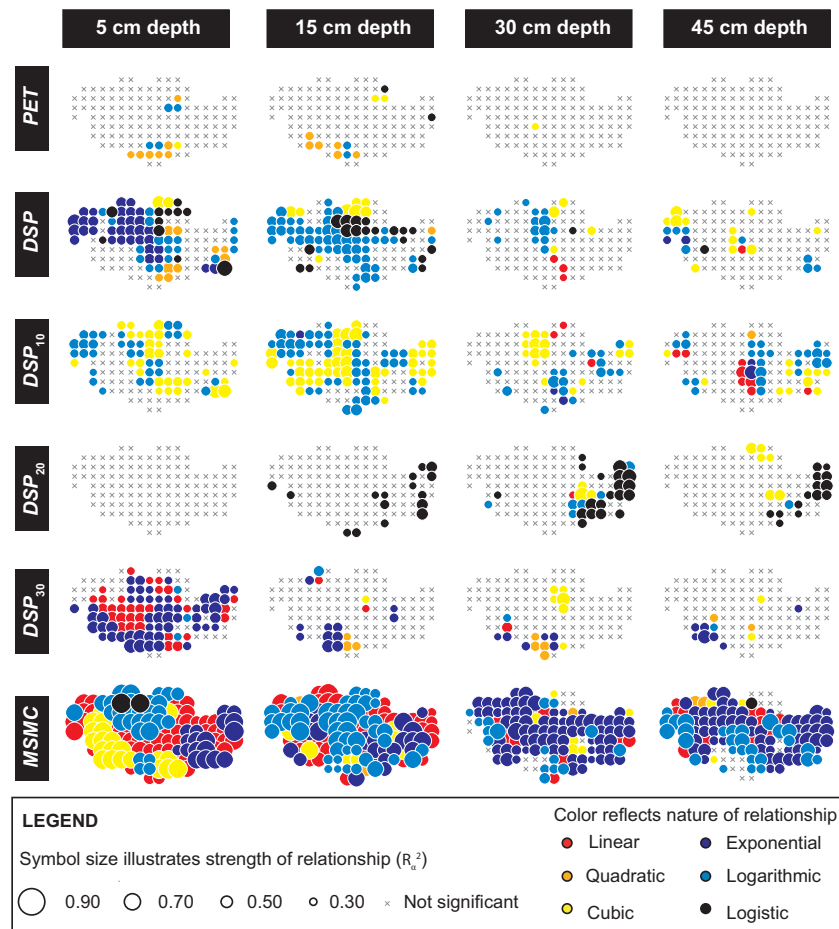 5 cm depth
15 cm depth
30 cm depth
45 cm depth
PET
DSP
DSP₁₀
DSP₂₀
DSP₃₀
MSMC
LEGEND
Symbol size illustrates strength of relationship (Rₐ²)
0.90
0.70
0.50
0.30
× Not significant
Color reflects nature of relationship
Linear
Exponential
Quadratic
Logarithmic
Cubic
Logistic